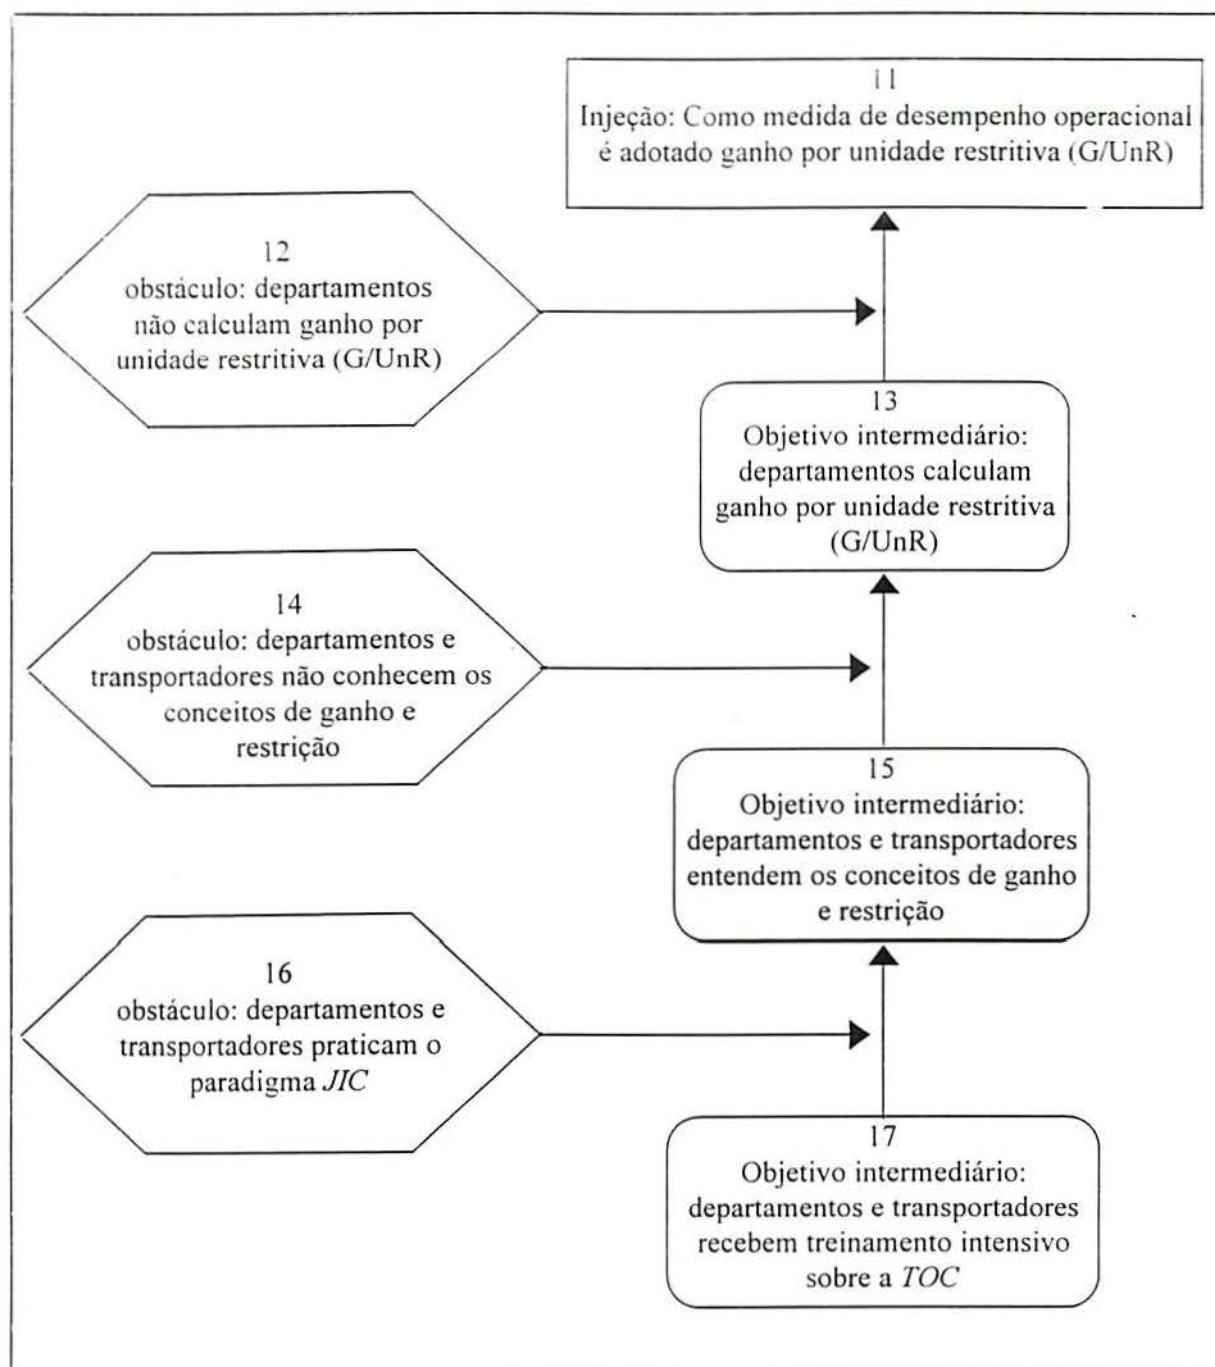 11
Injeção: Como medida de desempenho operacional
é adotado ganho por unidade restritiva (G/UnR)
12
obstáculo: departamentos
não calculam ganho por
unidade restritiva (G/UnR)
13
Objetivo intermediário:
departamentos calculam
ganho por unidade restritiva
(G/UnR)
14
obstáculo: departamentos e
transportadores não conhecem os
conceitos de ganho e
restrição
15
Objetivo intermediário:
departamentos e transportadores
entendem os conceitos de ganho
e restrição
16
obstáculo: departamentos e
transportadores praticam o
paradigma JIC
17
Objetivo intermediário:
departamentos e transportadores
recebem treinamento intensivo
sobre a TOC